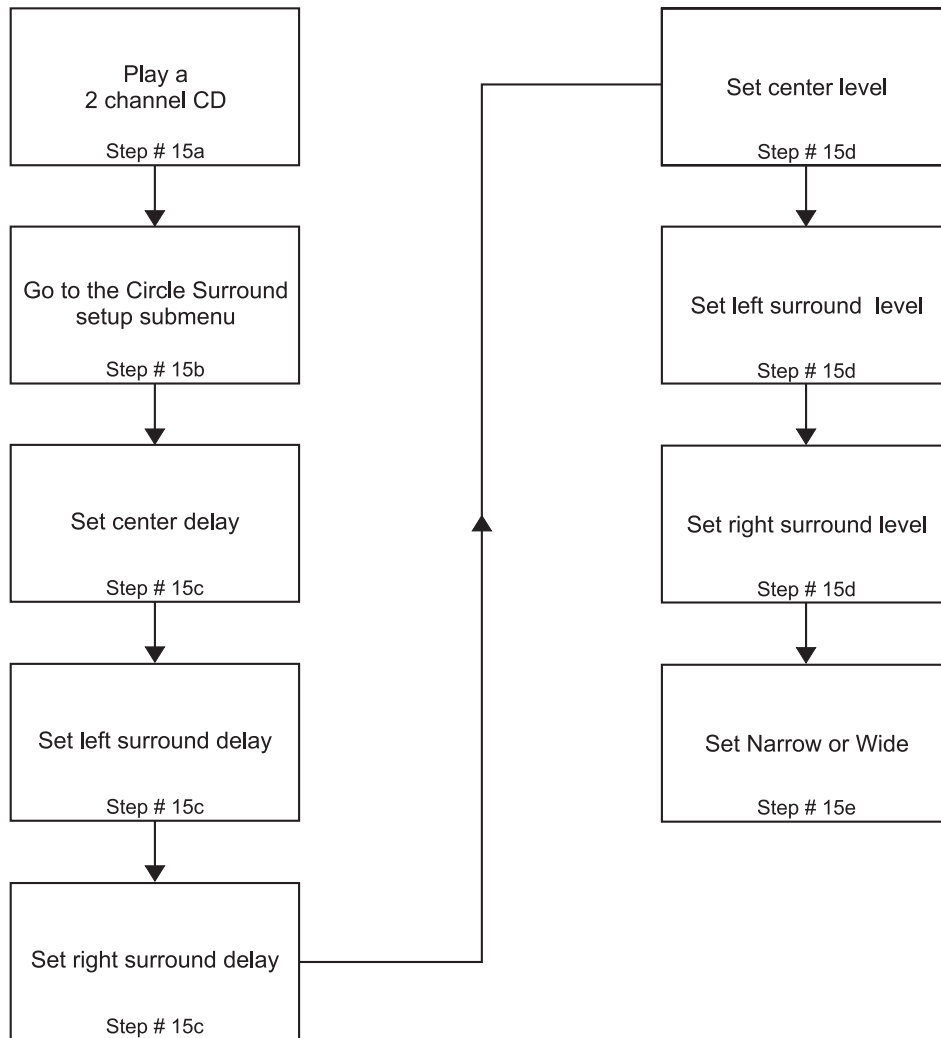 Play a
2 channel CD
Step # 15a
Go to the Circle Surround
setup submenu
Step # 15b
Set center delay
Step # 15c
Set left surround delay
Step # 15c
Set right surround delay
Step # 15c
Set center level
Step # 15d
Set left surround  level
Step # 15d
Set right surround level
Step # 15d
Set Narrow or Wide
Step # 15e